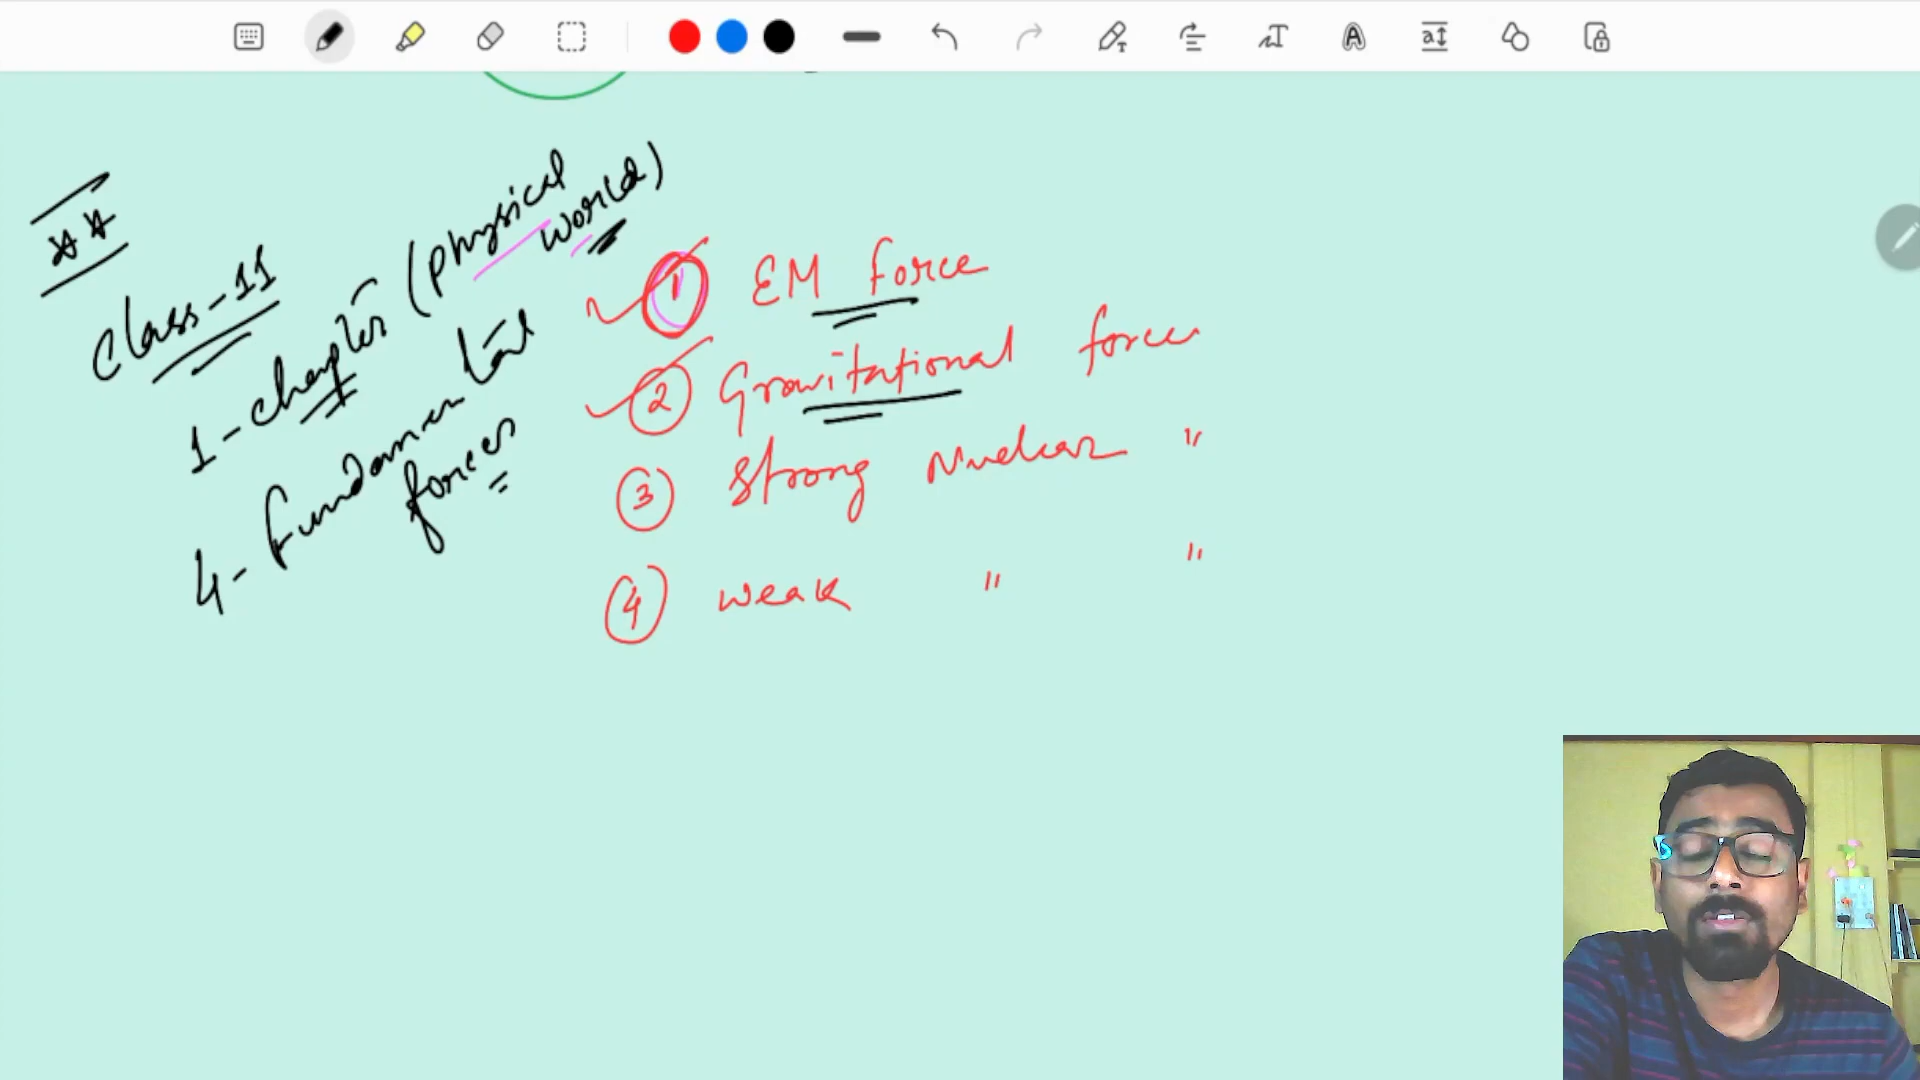 Class-11
1-chapter (physical
world)
4-fundamental
forces
1 EM force
2 Gravitational force
3 strong Nuclear "
4 weak " "